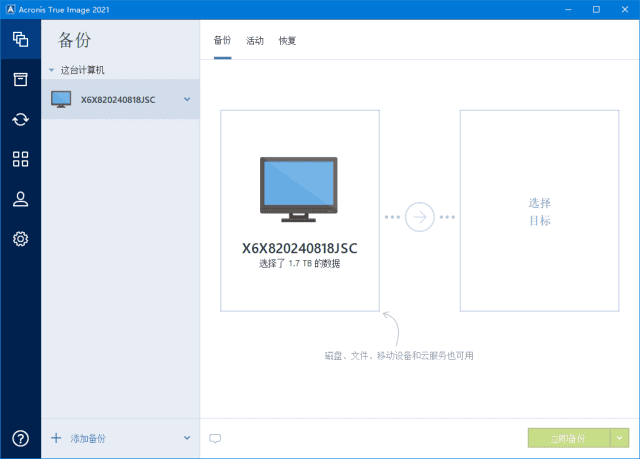 Acronis True Image 2021
备份
这台计算机
X6X820240818JSC
添加备份
备份 活动 恢复
X6X820240818JSC
选择了 1.7 TB 的数据
选择
目标
磁盘、文件、移动设备和云服务也可用
立即备份